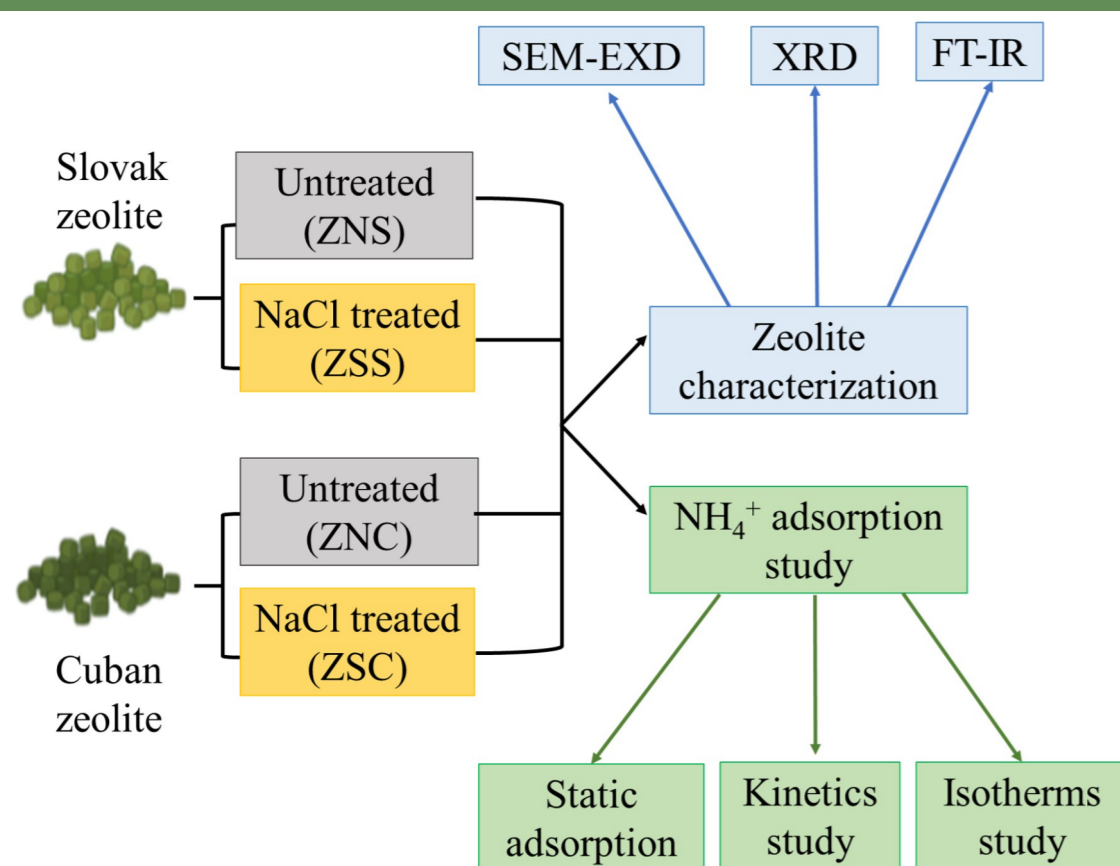 SEM-EXD
XRD
FT-IR
Slovak
zeolite
Untreated
(ZNS)
NaCl treated
(ZSS)
Zeolite
characterization
Untreated
(ZNC)
NaCl treated
(ZSC)
Cuban
zeolite
NH₄⁺ adsorption
study
Static
adsorption
Kinetics
study
Isotherms
study